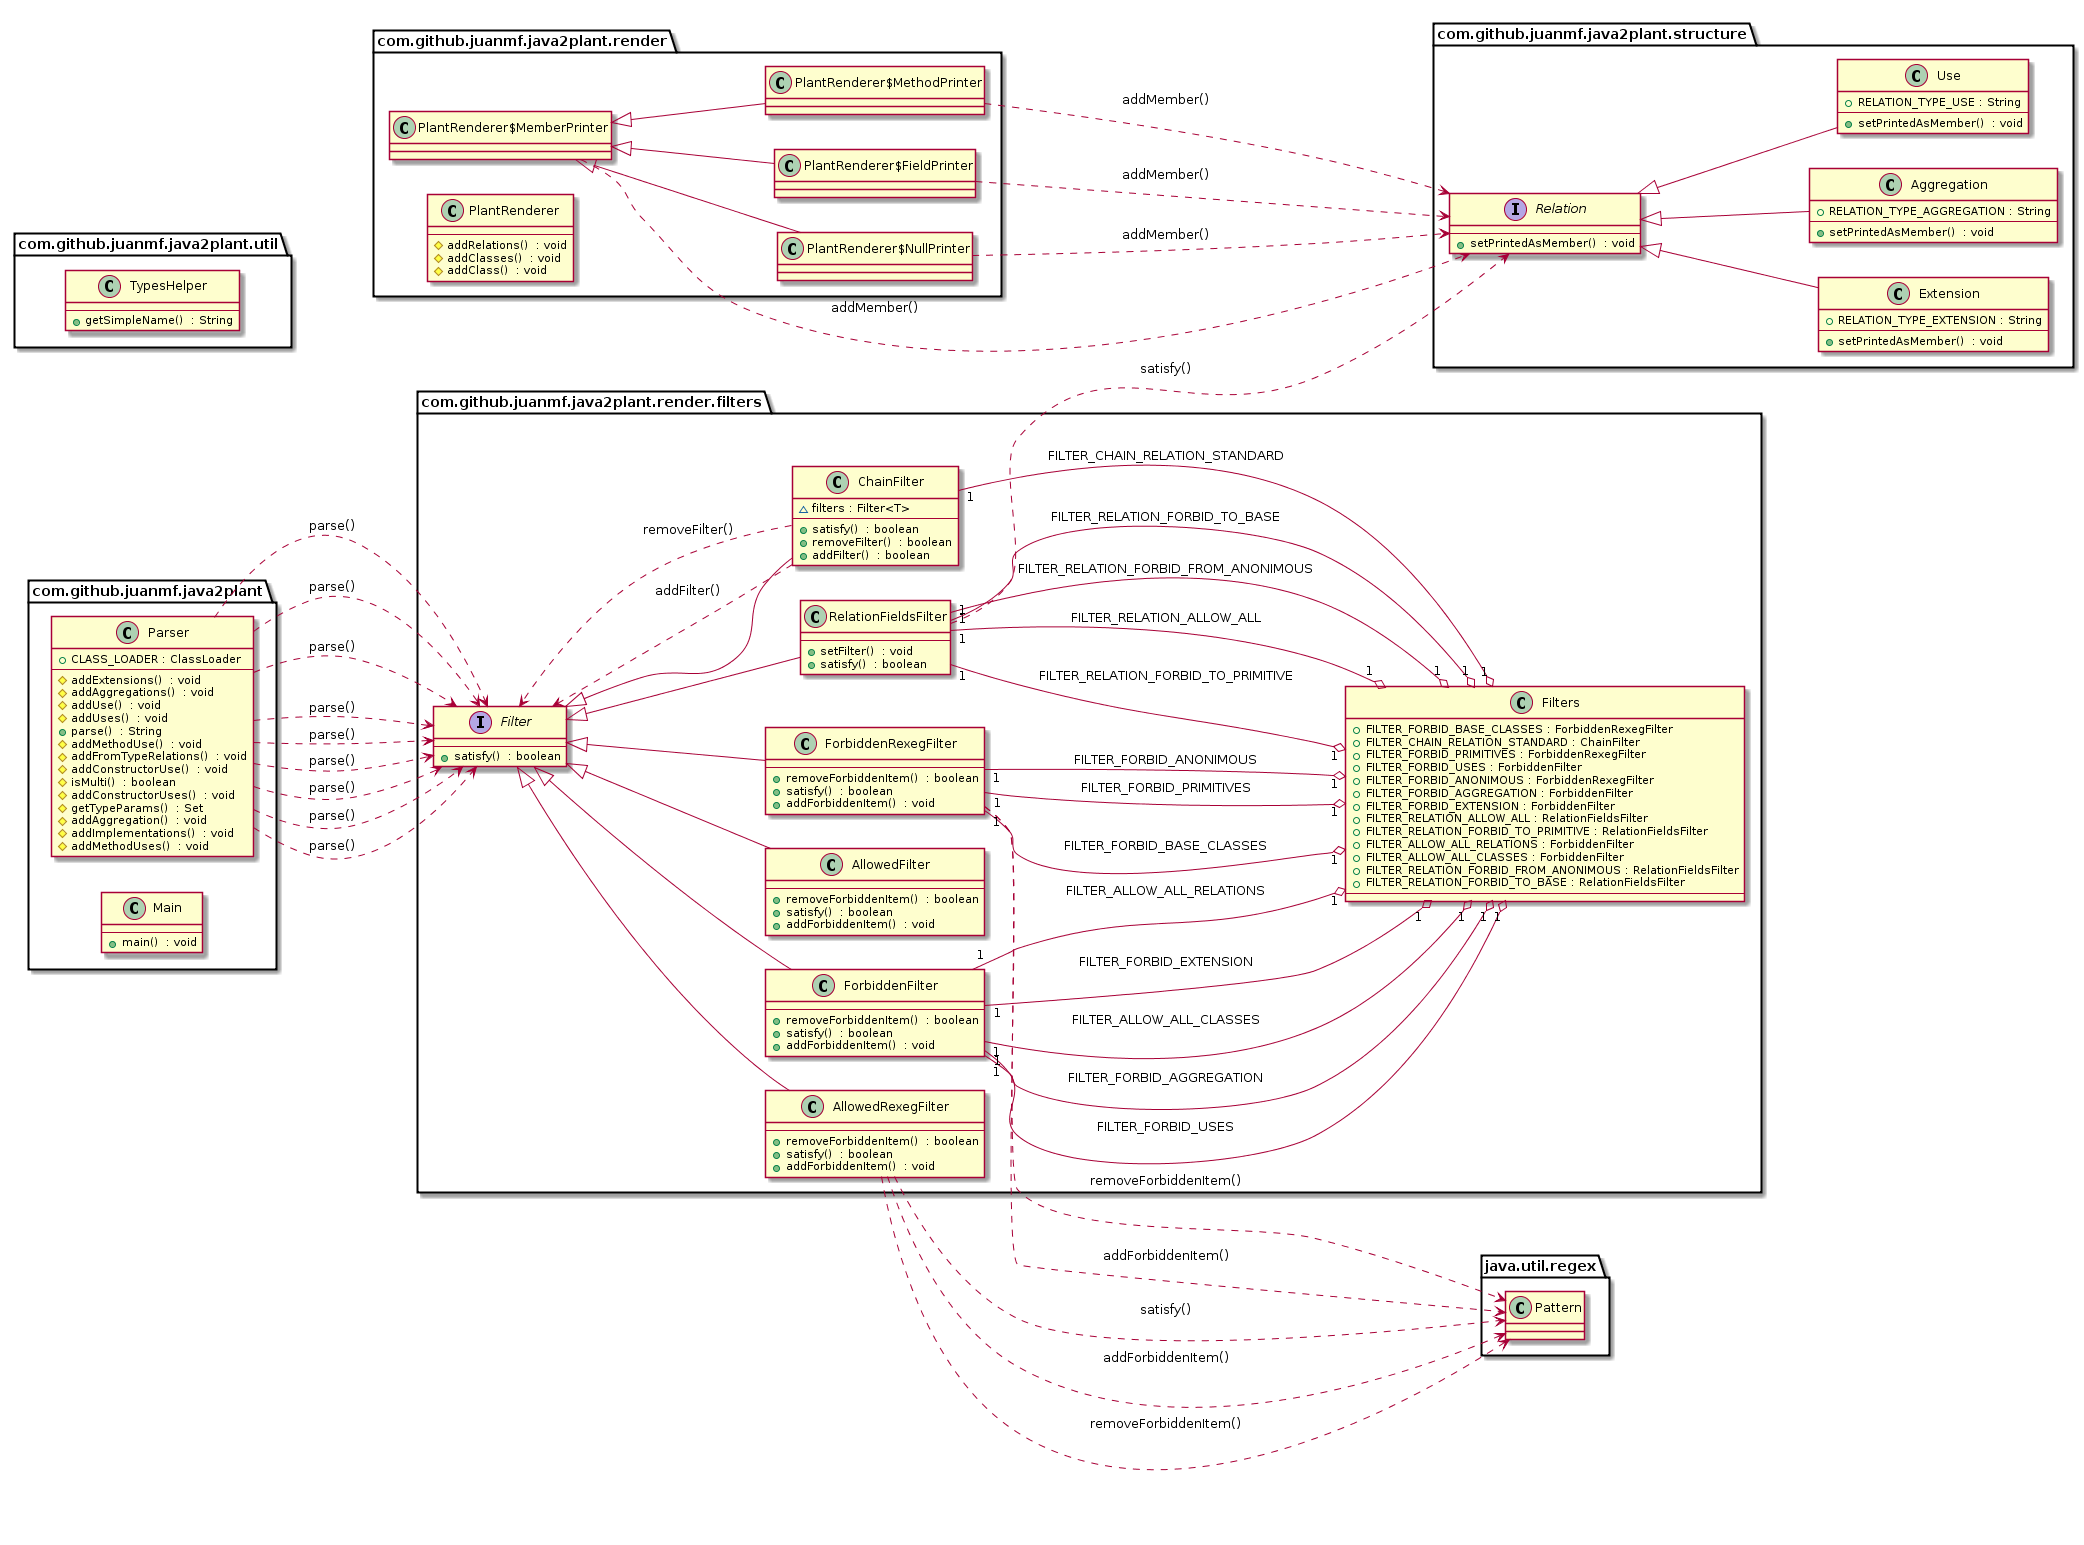 com.github.juanmf.java2plant.render
PlantRenderer$MethodPrinter
PlantRenderer$MemberPrinter
PlantRenderer$FieldPrinter
PlantRenderer
addRelations() : void
addClasses() : void
addClass() : void
PlantRenderer$NullPrinter
addMember()
addMember()
addMember()
addMember()
com.github.juanmf.java2plant.structure
Use
RELATION_TYPE_USE : String
setPrintedAsMember() : void
Relation
setPrintedAsMember() : void
Aggregation
RELATION_TYPE_AGGREGATION : String
setPrintedAsMember() : void
Extension
RELATION_TYPE_EXTENSION : String
setPrintedAsMember() : void
com.github.juanmf.java2plant.util
TypesHelper
getSimpleName() : String
satisfy()
com.github.juanmf.java2plant.render.filters
ChainFilter
filters : Filter<T>
satisfy() : boolean
removeFilter() : boolean
addFilter() : boolean
removeFilter()
addFilter()
RelationFieldsFilter
setFilter() : void
satisfy() : boolean
Filter
satisfy() : boolean
ForbiddenRexegFilter
removeForbiddenItem() : boolean
satisfy() : boolean
addForbiddenItem() : void
AllowedFilter
removeForbiddenItem() : boolean
satisfy() : boolean
addForbiddenItem() : void
ForbiddenFilter
removeForbiddenItem() : boolean
satisfy() : boolean
addForbiddenItem() : void
AllowedRexegFilter
removeForbiddenItem() : boolean
satisfy() : boolean
addForbiddenItem() : void
FILTER_CHAIN_RELATION_STANDARD
1
1
FILTER_RELATION_FORBID_TO_BASE
1
1
FILTER_RELATION_FORBID_FROM_ANONIMOUS
1
1
FILTER_RELATION_ALLOW_ALL
1
1
FILTER_RELATION_FORBID_TO_PRIMITIVE
1
1
FILTER_FORBID_ANONIMOUS
1
1
FILTER_FORBID_PRIMITIVES
1
1
FILTER_FORBID_BASE_CLASSES
1
1
FILTER_ALLOW_ALL_RELATIONS
1
1
FILTER_FORBID_EXTENSION
1
1
FILTER_ALLOW_ALL_CLASSES
1
1
FILTER_FORBID_AGGREGATION
1
1
FILTER_FORBID_USES
1
1
Filters
FILTER_FORBID_BASE_CLASSES : ForbiddenRexegFilter
FILTER_CHAIN_RELATION_STANDARD : ChainFilter
FILTER_FORBID_PRIMITIVES : ForbiddenRexegFilter
FILTER_FORBID_USES : ForbiddenFilter
FILTER_FORBID_ANONIMOUS : ForbiddenRexegFilter
FILTER_FORBID_AGGREGATION : ForbiddenFilter
FILTER_FORBID_EXTENSION : ForbiddenFilter
FILTER_RELATION_ALLOW_ALL : RelationFieldsFilter
FILTER_RELATION_FORBID_TO_PRIMITIVE : RelationFieldsFilter
FILTER_ALLOW_ALL_RELATIONS : ForbiddenFilter
FILTER_ALLOW_ALL_CLASSES : ForbiddenFilter
FILTER_RELATION_FORBID_FROM_ANONIMOUS : RelationFieldsFilter
FILTER_RELATION_FORBID_TO_BASE : RelationFieldsFilter
com.github.juanmf.java2plant
Parser
CLASS_LOADER : ClassLoader
addExtensions() : void
addAggregations() : void
addUse() : void
addUses() : void
parse() : String
addMethodUse() : void
addFromTypeRelations() : void
addConstructorUse() : void
isMulti() : boolean
addConstructorUses() : void
getTypeParams() : Set
addAggregation() : void
addImplementations() : void
addMethodUses() : void
Main
main() : void
parse()
parse()
parse()
parse()
parse()
parse()
parse()
parse()
parse()
removeForbiddenItem()
addForbiddenItem()
satisfy()
addForbiddenItem()
removeForbiddenItem()
java.util.regex
Pattern